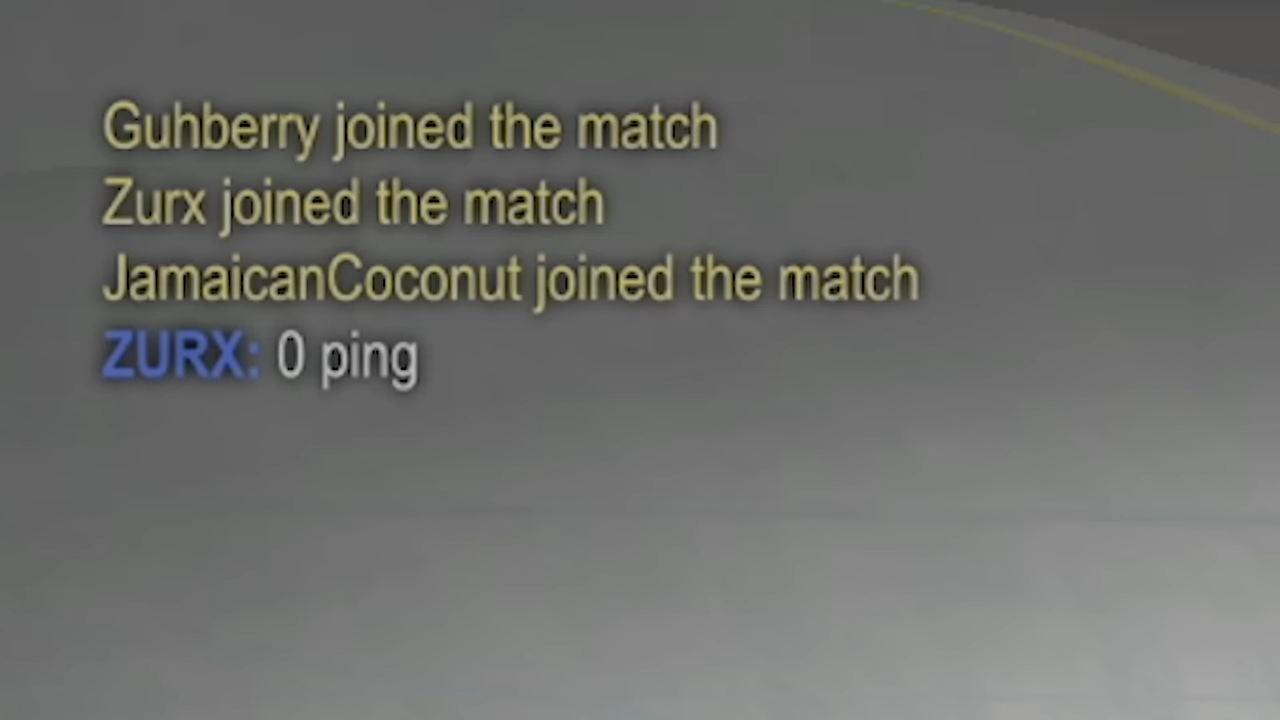 Guhberry joined the match
Zurx joined the match
JamaicanCoconut joined the match
ZURX: 0 ping